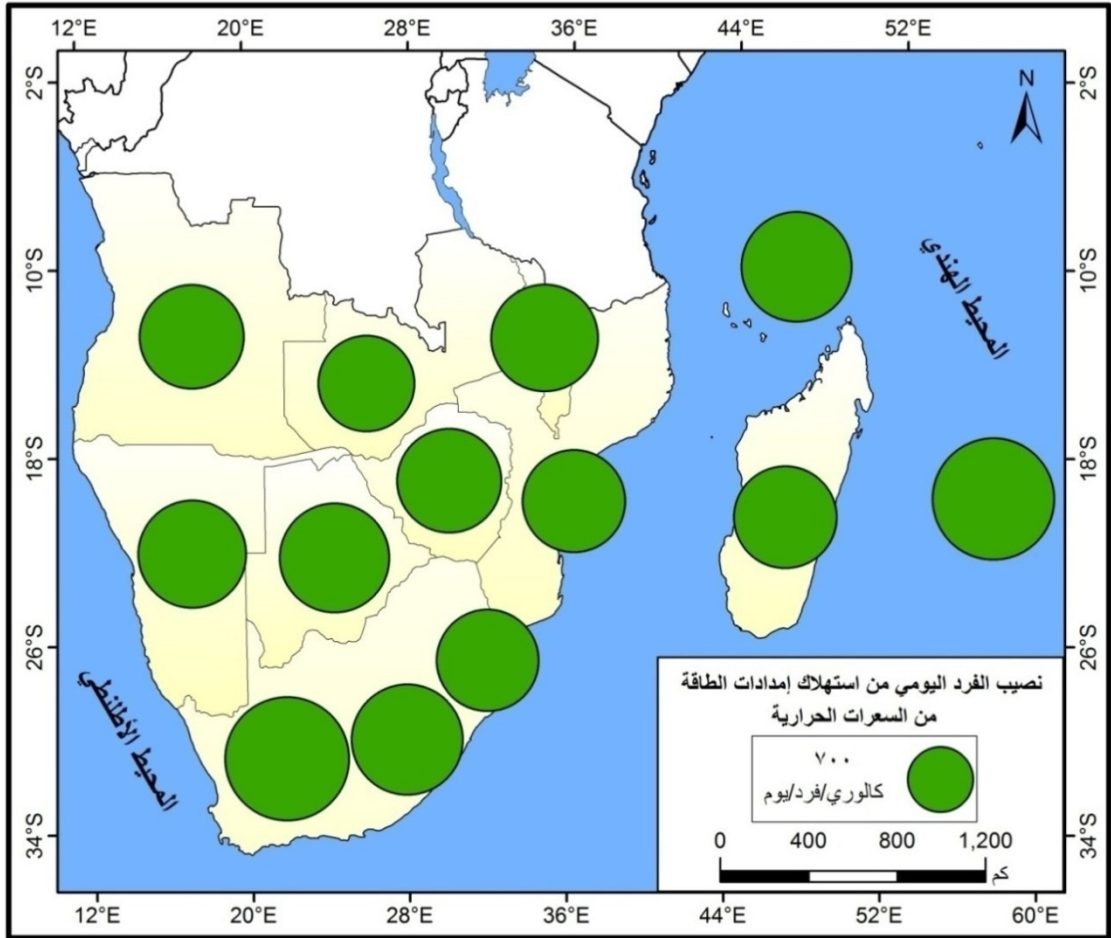 12°E 20°E 28°E 36°E 44°E 52°E
2°S 2°S
N
10°S 10°S
المحيط الهندي
18°S 18°S
26°S 26°S
المحيط الأطلنطي
نصيب الفرد اليومي من استهلاك إمدادات الطاقة
من السعرات الحرارية
٧٠٠
كالوري/فرد/يوم
34°S 34°S
0 400 800 1,200
كم
12°E 20°E 28°E 36°E 44°E 52°E 60°E